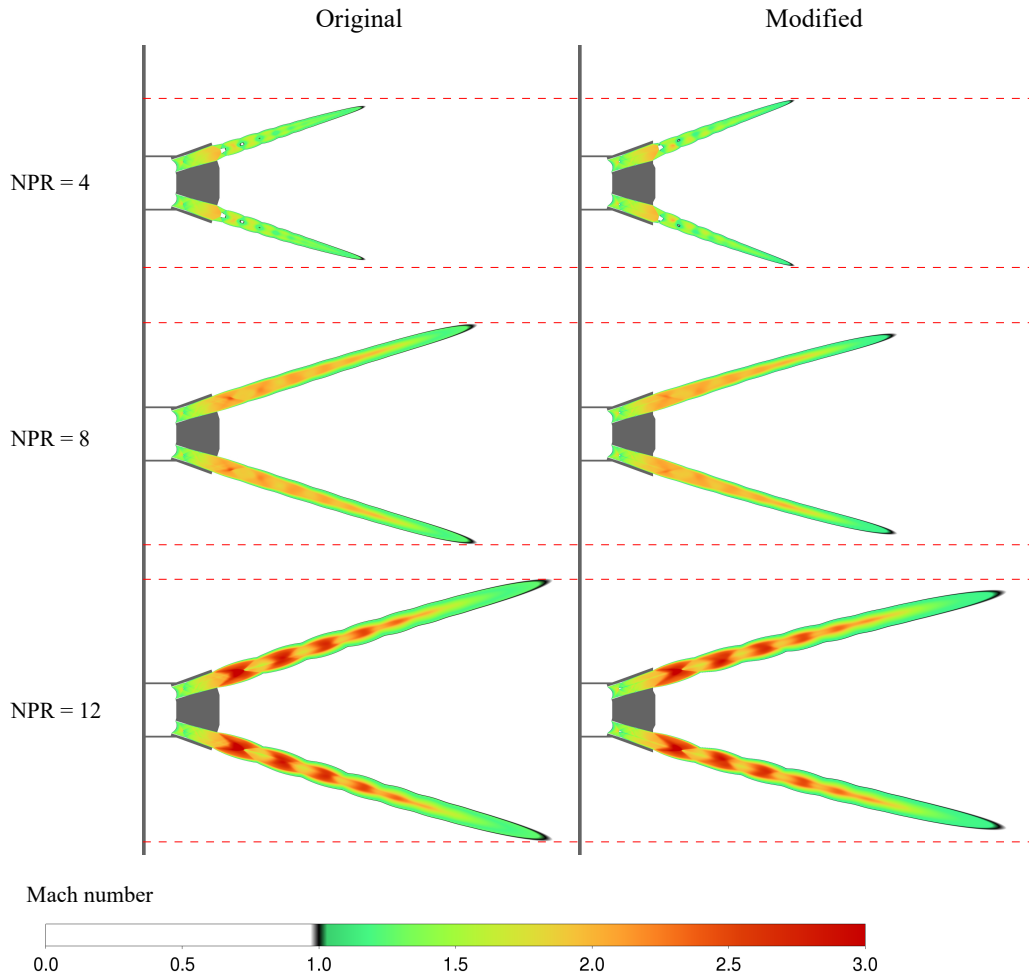 Original Modified
NPR = 4
NPR = 8
NPR = 12
Mach number
0.0 0.5 1.0 1.5 2.0 2.5 3.0